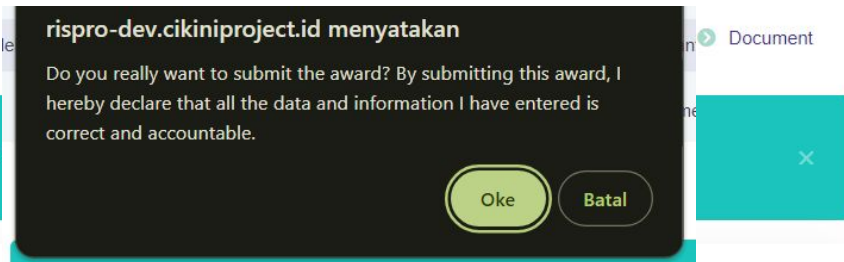 rispro-dev.cikiniproject.id menyatakan
Document
Do you really want to submit the award? By submitting this award, I
hereby declare that all the data and information I have entered is
correct and accountable.
Oke
Batal